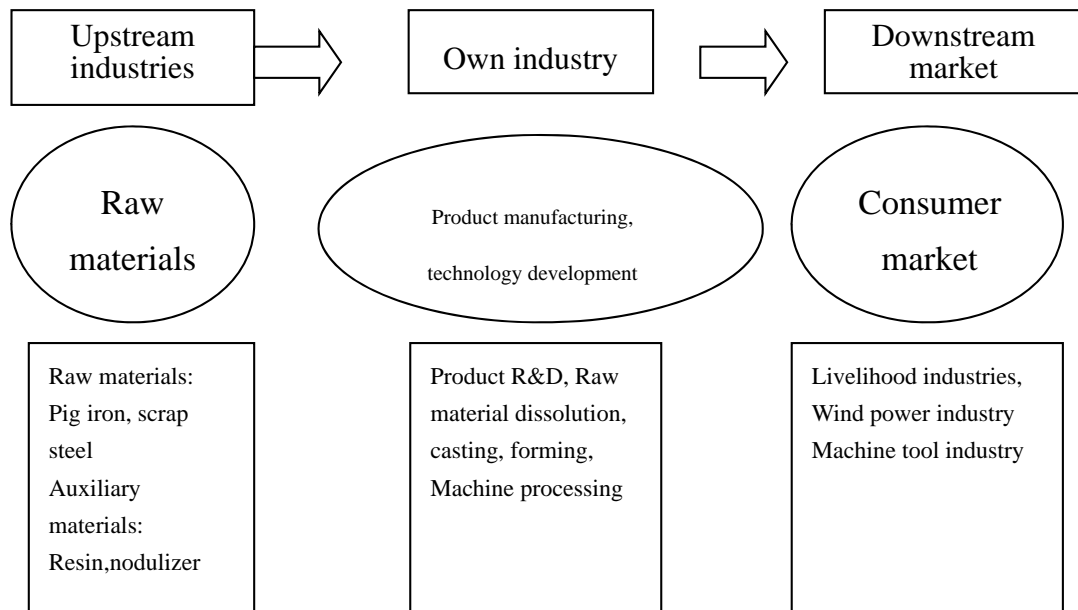 Upstream
industries
Own industry
Downstream
market
Raw
materials
Product manufacturing,
technology development
Consumer
market
Raw materials:
Pig iron, scrap
steel
Auxiliary
materials:
Resin,nodulizer
Product R&D, Raw
material dissolution,
casting, forming,
Machine processing
Livelihood industries,
Wind power industry
Machine tool industry